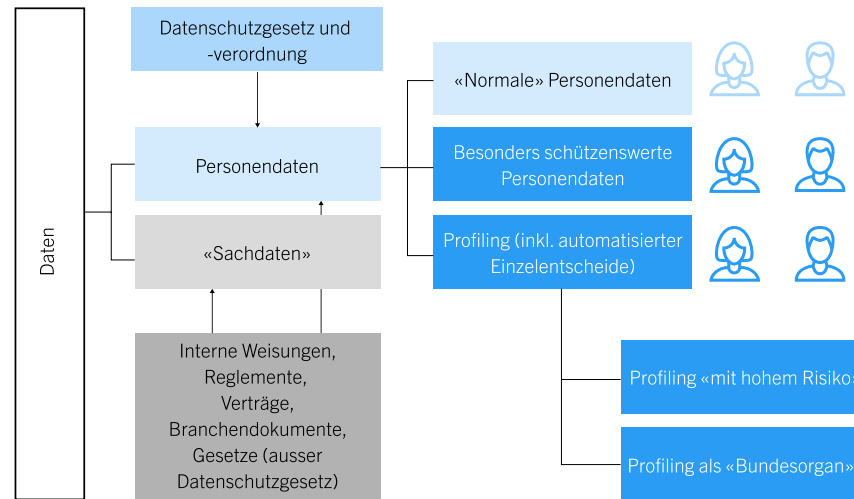 Daten
Datenschutzgesetz und
-verordnung
Personendaten
«Sachdaten»
Interne Weisungen,
Reglemente,
Verträge,
Branchendokumente,
Gesetze (ausser
Datenschutzgesetz)
«Normale» Personendaten
Besonders schützenswerte
Personendaten
Profiling (inkl. automatisierter
Einzelentscheide)
Profiling «mit hohem Risiko»
Profiling als «Bundesorgan»